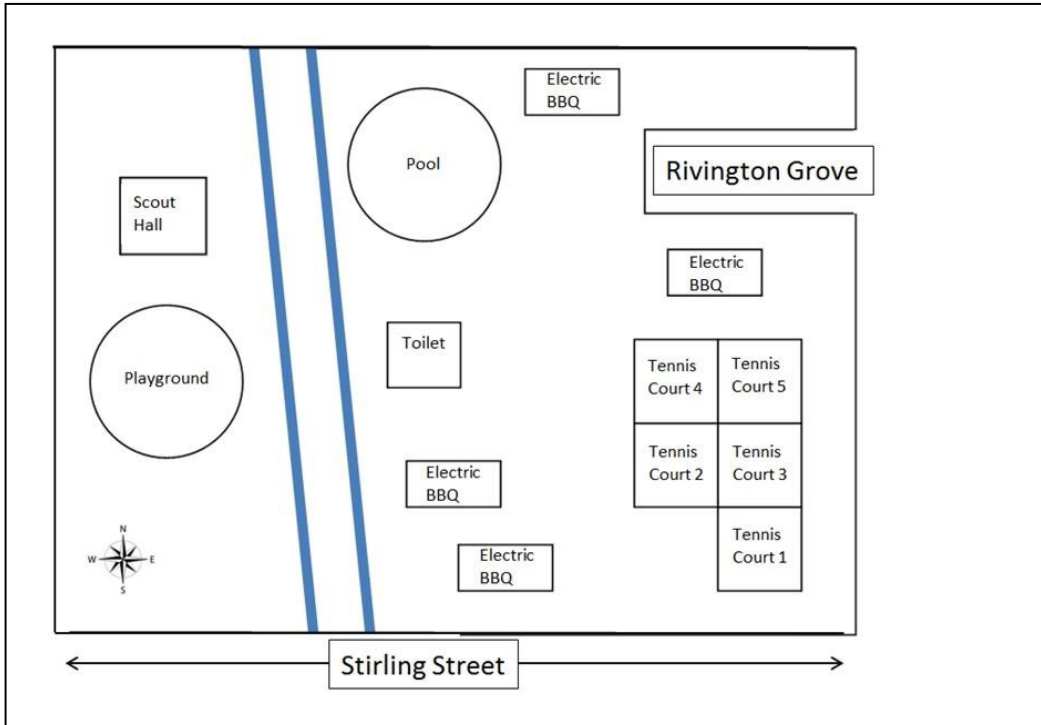 Electric
BBQ
Pool
Rivington Grove
Scout
Hall
Electric
BBQ
Toilet
Playground
Tennis
Court 4
Tennis
Court 5
Tennis
Court 2
Tennis
Court 3
Electric
BBQ
N
W
E
S
Tennis
Court 1
Electric
BBQ
Stirling Street